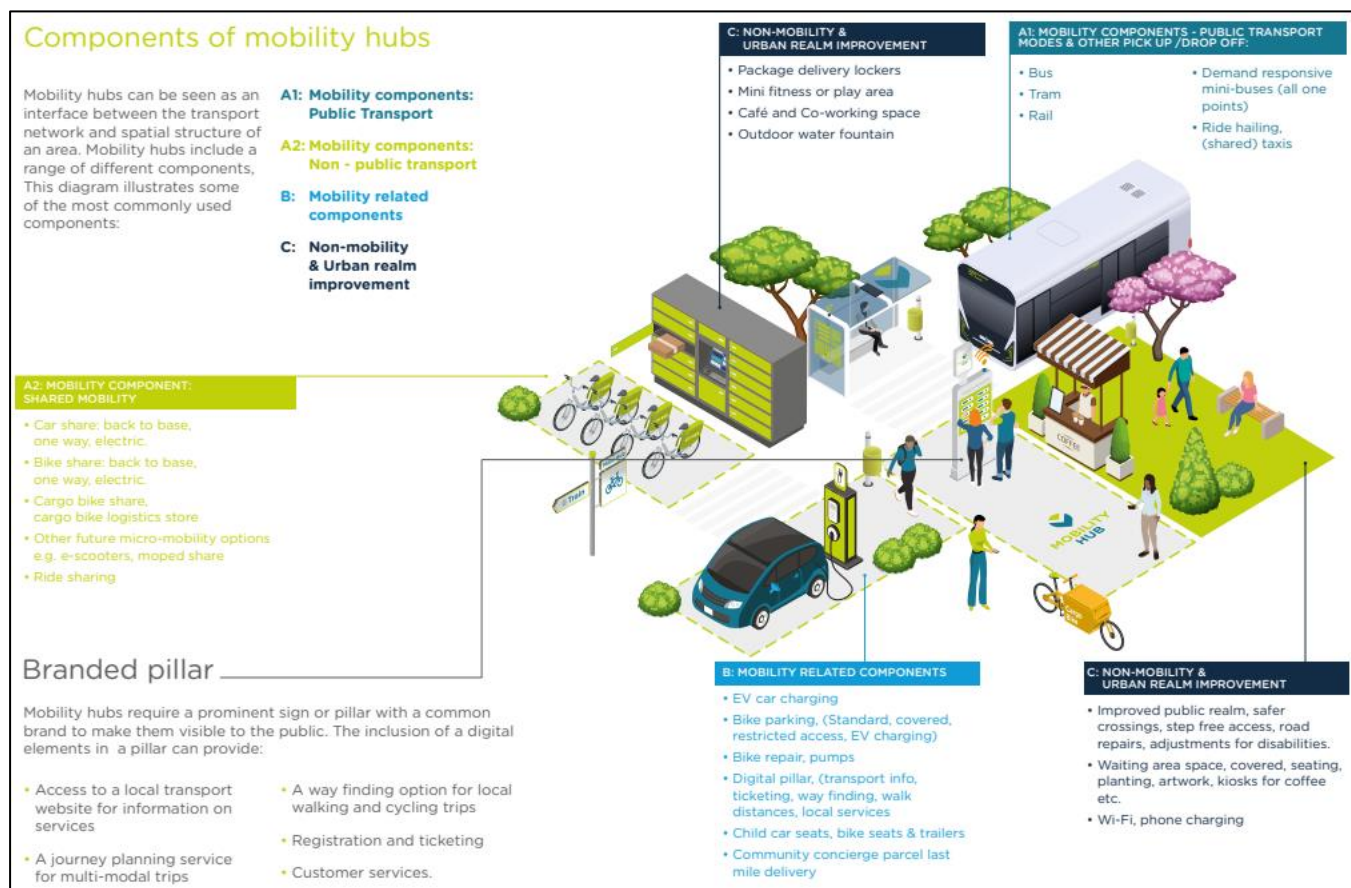 Components of mobility hubs
Mobility hubs can be seen as an
interface between the transport
network and spatial structure of
an area. Mobility hubs include a
range of different components,
This diagram illustrates some
of the most commonly used
components:
A1: Mobility components:
Public Transport
A2: Mobility components:
Non - public transport
B: Mobility related
components
C: Non-mobility
& Urban realm
improvement
C: NON-MOBILITY &
URBAN REALM IMPROVEMENT
• Package delivery lockers
• Mini fitness or play area
• Café and Co-working space
• Outdoor water fountain
A1: MOBILITY COMPONENTS - PUBLIC TRANSPORT
MODES & OTHER PICK UP /DROP OFF:
• Bus
• Tram
• Rail
• Demand responsive
mini-buses (all one
points)
• Ride hailing,
(shared) taxis
A2: MOBILITY COMPONENT:
SHARED MOBILITY
• Car share: back to base,
one way, electric.
• Bike share: back to base,
one way, electric.
• Cargo bike share,
cargo bike logistics store
• Other future micro-mobility options
e.g. e-scooters, moped share
• Ride sharing
Train
COFFEE
MOBILITY
HUB
Branded pillar
Mobility hubs require a prominent sign or pillar with a common
brand to make them visible to the public. The inclusion of a digital
elements in a pillar can provide:
• Access to a local transport
website for information on
services
• A journey planning service
for multi-modal trips
• A way finding option for local
walking and cycling trips
• Registration and ticketing
• Customer services.
B: MOBILITY RELATED COMPONENTS
• EV car charging
• Bike parking, (Standard, covered,
restricted access, EV charging)
• Bike repair, pumps
• Digital pillar, (transport info,
ticketing, way finding, walk
distances, local services
• Child car seats, bike seats & trailers
• Community concierge parcel last
mile delivery
C: NON-MOBILITY &
URBAN REALM IMPROVEMENT
• Improved public realm, safer
crossings, step free access, road
repairs, adjustments for disabilities.
• Waiting area space, covered, seating,
planting, artwork, kiosks for coffee
etc.
• Wi-Fi, phone charging